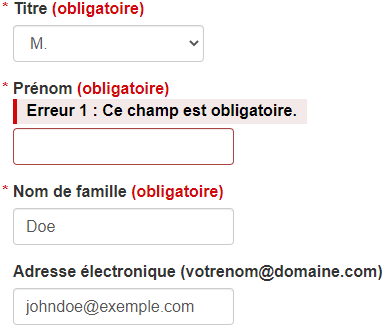 * Titre (obligatoire)
M.
* Prénom (obligatoire)
Erreur 1 : Ce champ est obligatoire.
* Nom de famille (obligatoire)
Doe
Adresse électronique (votrenom@domaine.com)
johndoe@exemple.com